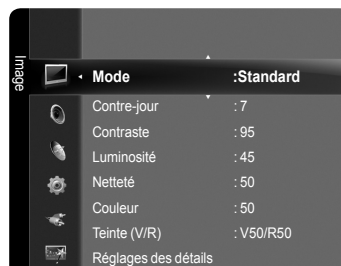 Image
Mode :Standard
Contre-jour : 7
Contraste : 95
Luminosité : 45
Netteté : 50
Couleur : 50
Teinte (V/R) : V50/R50
Réglages des détails